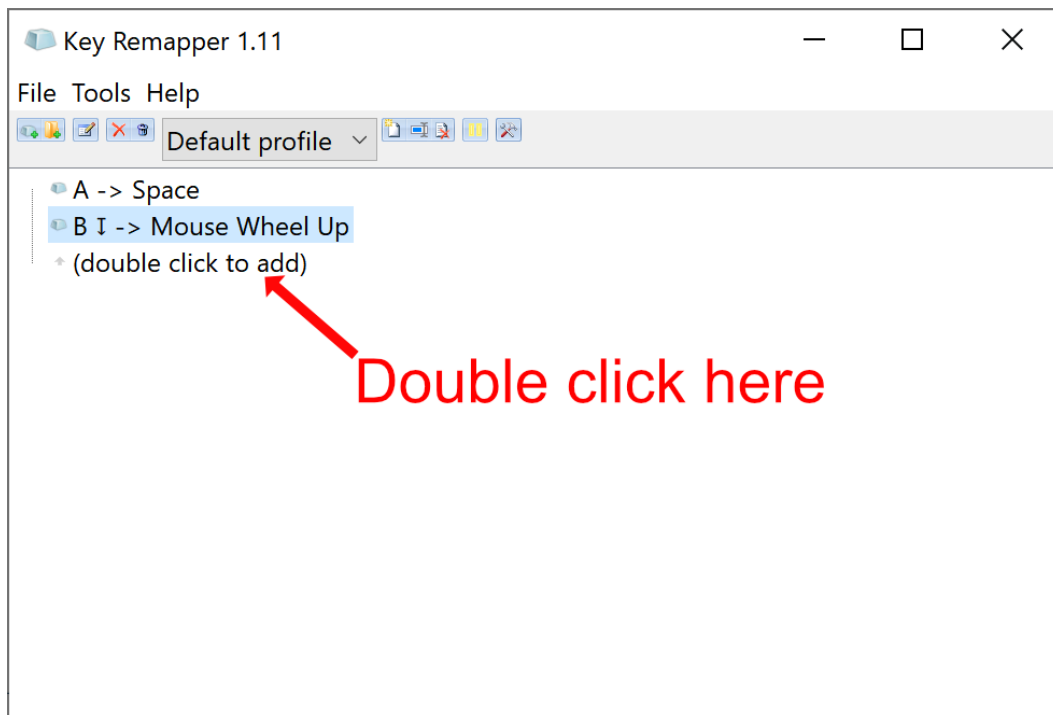 Key Remapper 1.11
File Tools Help
Default profile
A -> Space
B ↧ -> Mouse Wheel Up
(double click to add)
Double click here